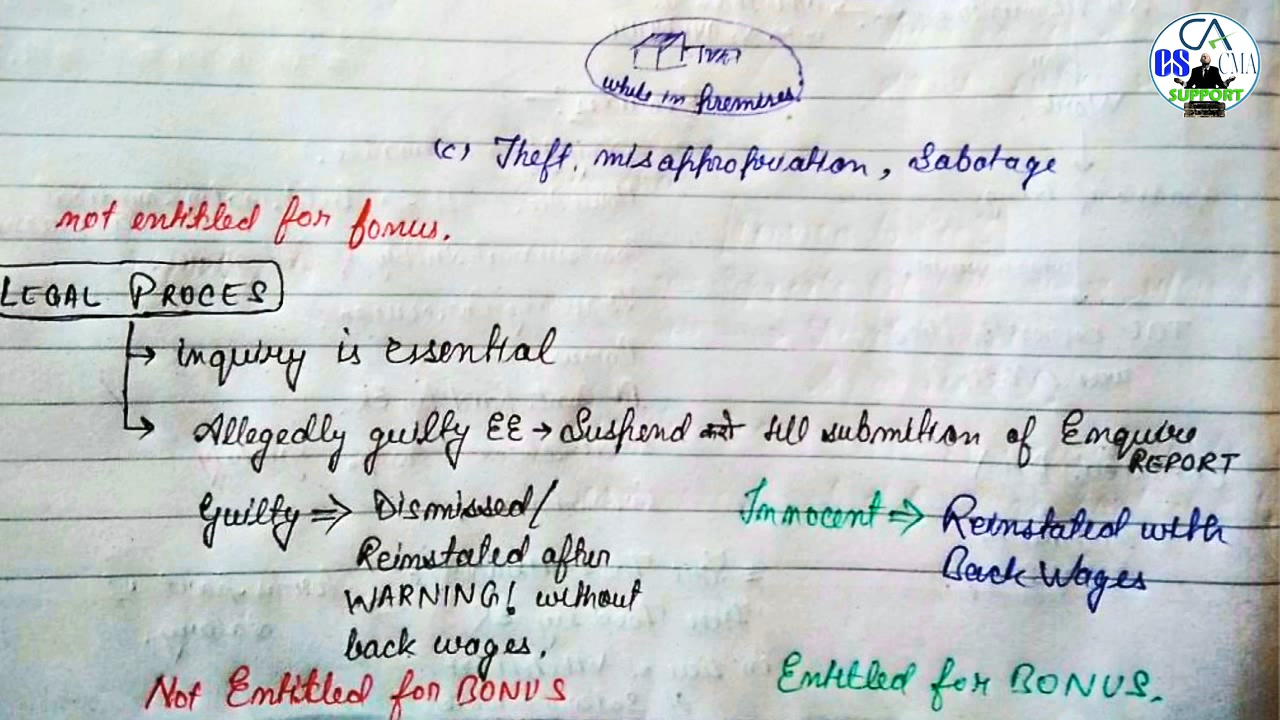 while in premises
(c) Theft, misappropriation, Sabotage
not entitled for bonus.
LEGAL PROCES
→ inquiry is essential
→ Allegedly guilty EE → Suspend till submition of Enquire
REPORT
Guilty ⇒ Dismissed/
Reinstated after
WARNING! without
back wages.
Not Entitled for BONUS
Innocent ⇒ Reinstated with
Back Wages
Entitled for BONUS.
CA
CS CMA
SUPPORT